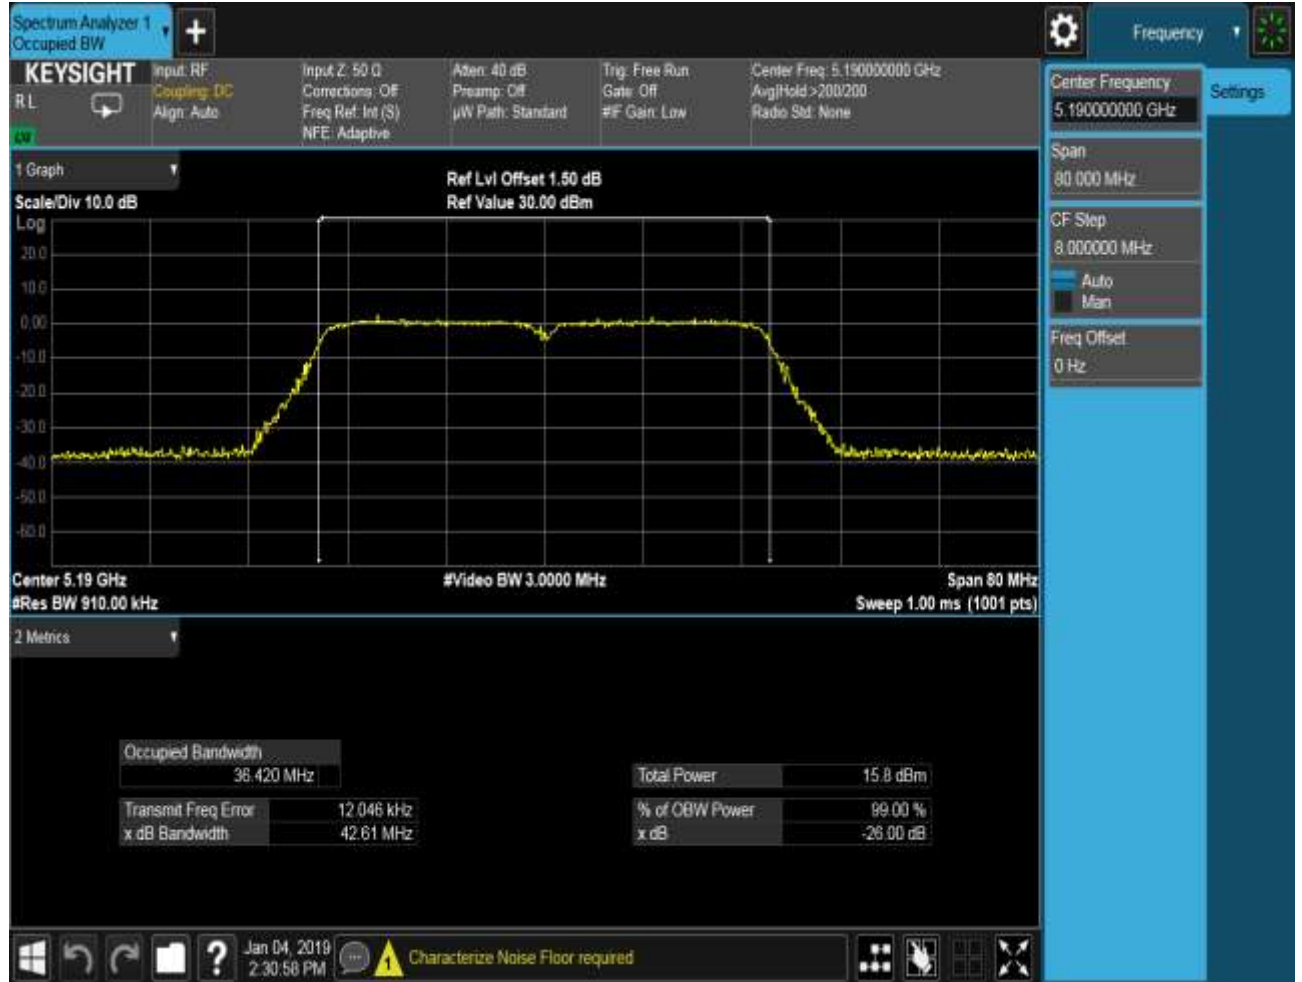 Spectrum Analyzer 1
Occupied BW
Frequency
KEYSIGHT
RL
Input: RF
Coupling: DC
Align: Auto
Input Z: 50 Ω
Corrections: Off
Freq Ref: Int (S)
NFE: Adaptive
Atten: 40 dB
Preamp: Off
µW Path: Standard
Trig: Free Run
Gate: Off
#IF Gain: Low
Center Freq: 5.190000000 GHz
Avg|Hold:>200/200
Radio Std: None
Center Frequency
5.190000000 GHz
Settings
Span
80.000 MHz
CF Step
8.000000 MHz
Auto
Man
Freq Offset
0 Hz
1 Graph
Scale/Div 10.0 dB
Ref Lvl Offset 1.50 dB
Ref Value 30.00 dBm
Log
20.0
10.0
0.00
-10.0
-20.0
-30.0
-40.0
-50.0
-60.0
Center 5.19 GHz
#Video BW 3.0000 MHz
Span 80 MHz
#Res BW 910.00 kHz
Sweep 1.00 ms (1001 pts)
2 Metrics
Occupied Bandwidth
36.420 MHz
Total Power 15.8 dBm
Transmit Freq Error 12.046 kHz
% of OBW Power 99.00 %
x dB Bandwidth 42.61 MHz
x dB -26.00 dB
Jan 04, 2019
2:30:58 PM
1
Characterize Noise Floor required